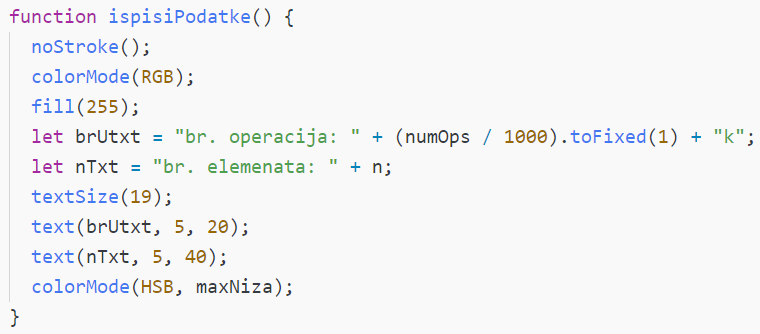 function ispisiPodatke() {
  noStroke();
  colorMode(RGB);
  fill(255);
  let brUtxt = "br. operacija: " + (numOps / 1000).toFixed(1) + "k";
  let nTxt = "br. elemenata: " + n;
  textSize(19);
  text(brUtxt, 5, 20);
  text(nTxt, 5, 40);
  colorMode(HSB, maxNiza);
}